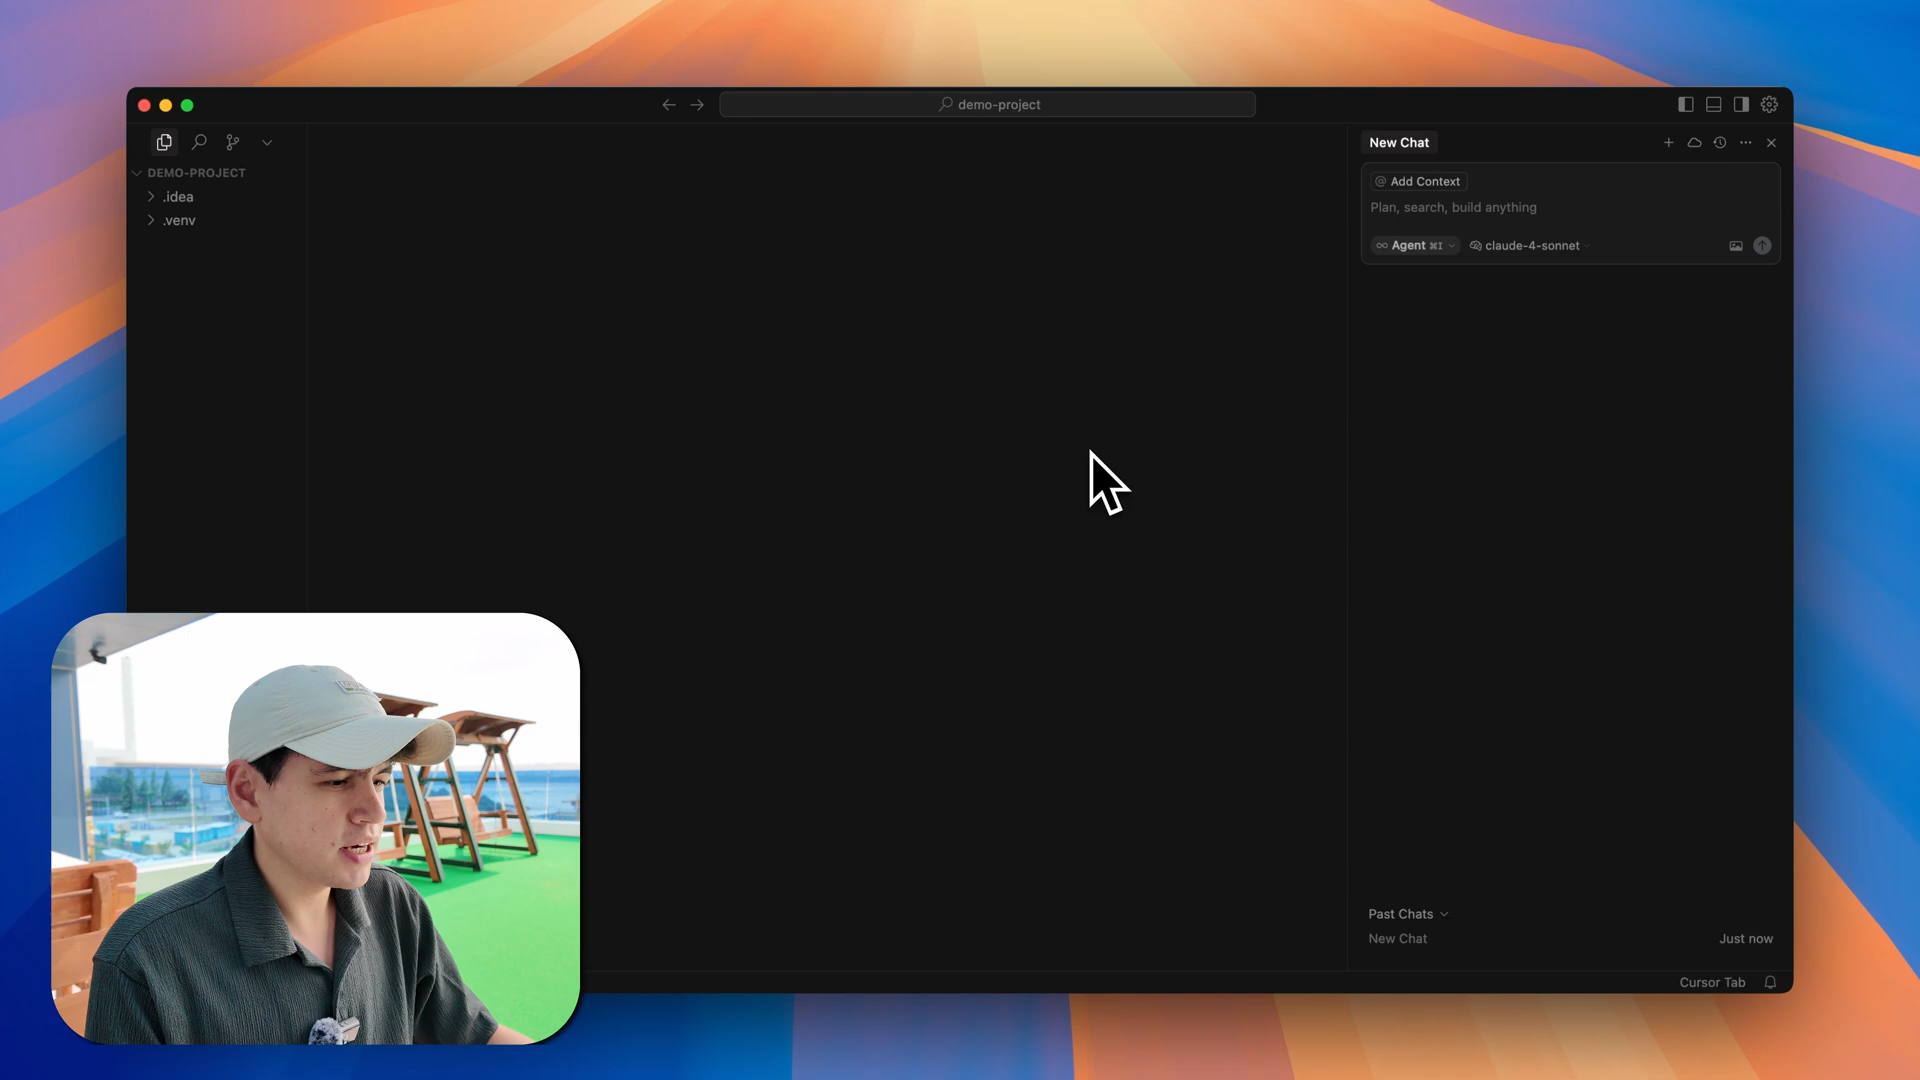 demo-project
New Chat
DEMO-PROJECT
.idea
.venv
@ Add Context
Plan, search, build anything
∞ Agent ⌘I
claude-4-sonnet
Past Chats
New Chat
Just now
Cursor Tab